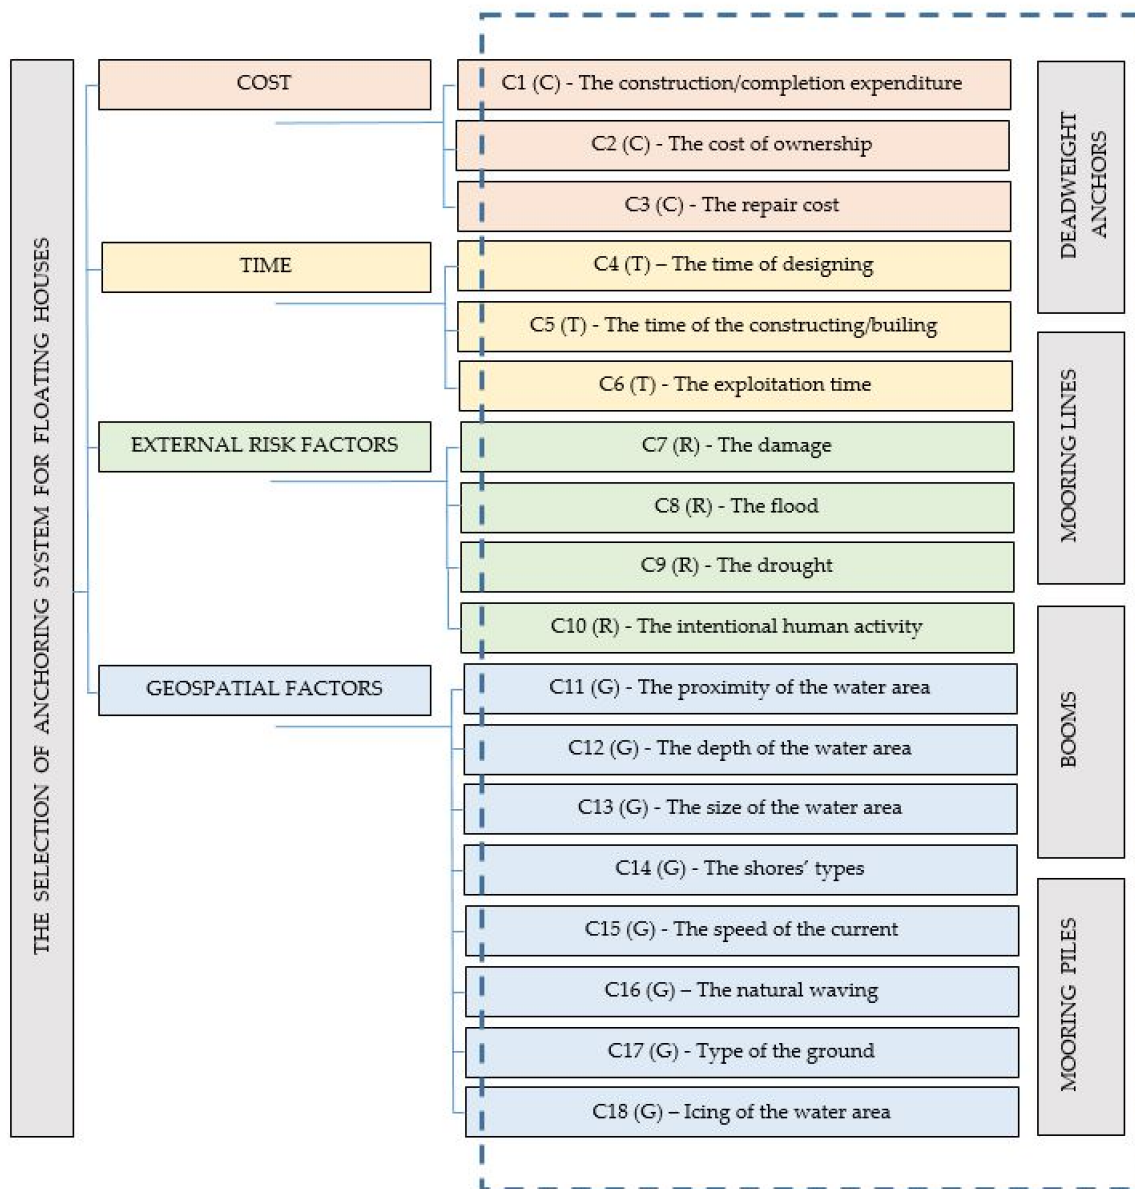 THE SELECTION OF ANCHORING SYSTEM FOR FLOATING HOUSES
COST
C1 (C) - The construction/completion expenditure
C2 (C) - The cost of ownership
C3 (C) - The repair cost
TIME
C4 (T) – The time of designing
C5 (T) - The time of the constructing/builing
C6 (T) - The exploitation time
EXTERNAL RISK FACTORS
C7 (R) - The damage
C8 (R) - The flood
C9 (R) - The drought
C10 (R) - The intentional human activity
GEOSPATIAL FACTORS
C11 (G) - The proximity of the water area
C12 (G) - The depth of the water area
C13 (G) - The size of the water area
C14 (G) - The shores’ types
C15 (G) - The speed of the current
C16 (G) – The natural waving
C17 (G) - Type of the ground
C18 (G) – Icing of the water area
DEADWEIGHT
ANCHORS
MOORING LINES
BOOMS
MOORING PILES